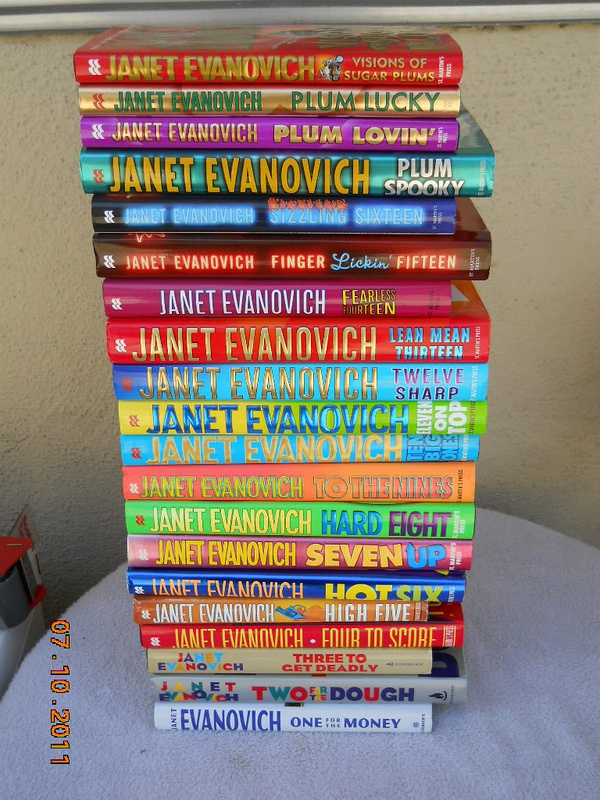 JANET EVANOVICH VISIONS OF
SUGAR PLUMS ST. MARTIN'S PRESS
JANET EVANOVICH PLUM LUCKY
JANET EVANOVICH PLUM LOVIN'
JANET EVANOVICH PLUM
SPOOKY
JANET EVANOVICH SIZZLING SIXTEEN
JANET EVANOVICH FINGER Lickin' FIFTEEN
JANET EVANOVICH FEARLESS
FOURTEEN
JANET EVANOVICH LEAN MEAN
THIRTEEN
JANET EVANOVICH TWELVE
SHARP
JANET EVANOVICH ELEVEN ON TOP
JANET EVANOVICH TEN BIG ONES
JANET EVANOVICH TO THE NINES
JANET EVANOVICH HARD EIGHT
JANET EVANOVICH SEVEN UP
JANET EVANOVICH HOT SIX
JANET EVANOVICH HIGH FIVE
JANET EVANOVICH • FOUR TO SCORE
JANET
EVANOVICH THREE TO
GET DEADLY
JANET
EVANOVICH TWO FOR THE DOUGH
JANET EVANOVICH ONE FOR THE MONEY
07.10.2011